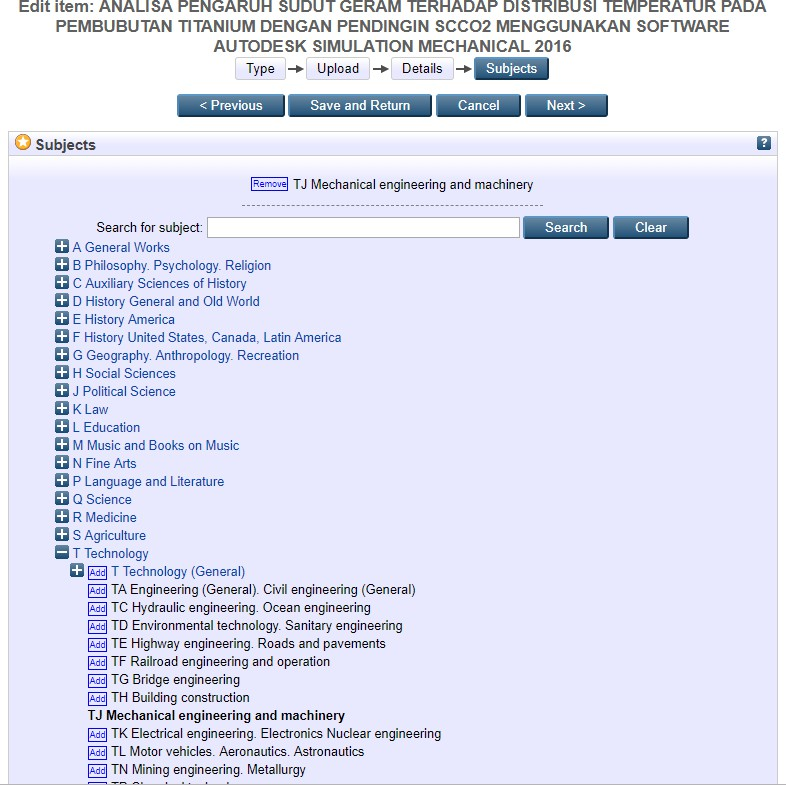 Edit item: ANALISA PENGARUH SUDUT GERAM TERHADAP DISTRIBUSI TEMPERATUR PADA
PEMBUBUTAN TITANIUM DENGAN PENDINGIN SCCO2 MENGGUNAKAN SOFTWARE
AUTODESK SIMULATION MECHANICAL 2016
Type Upload Details Subjects
< Previous Save and Return Cancel Next >
Subjects ?
Remove TJ Mechanical engineering and machinery
Search for subject: Search Clear
A General Works
B Philosophy. Psychology. Religion
C Auxiliary Sciences of History
D History General and Old World
E History America
F History United States, Canada, Latin America
G Geography. Anthropology. Recreation
H Social Sciences
J Political Science
K Law
L Education
M Music and Books on Music
N Fine Arts
P Language and Literature
Q Science
R Medicine
S Agriculture
T Technology
Add T Technology (General)
Add TA Engineering (General). Civil engineering (General)
Add TC Hydraulic engineering. Ocean engineering
Add TD Environmental technology. Sanitary engineering
Add TE Highway engineering. Roads and pavements
Add TF Railroad engineering and operation
Add TG Bridge engineering
Add TH Building construction
TJ Mechanical engineering and machinery
Add TK Electrical engineering. Electronics Nuclear engineering
Add TL Motor vehicles. Aeronautics. Astronautics
Add TN Mining engineering. Metallurgy